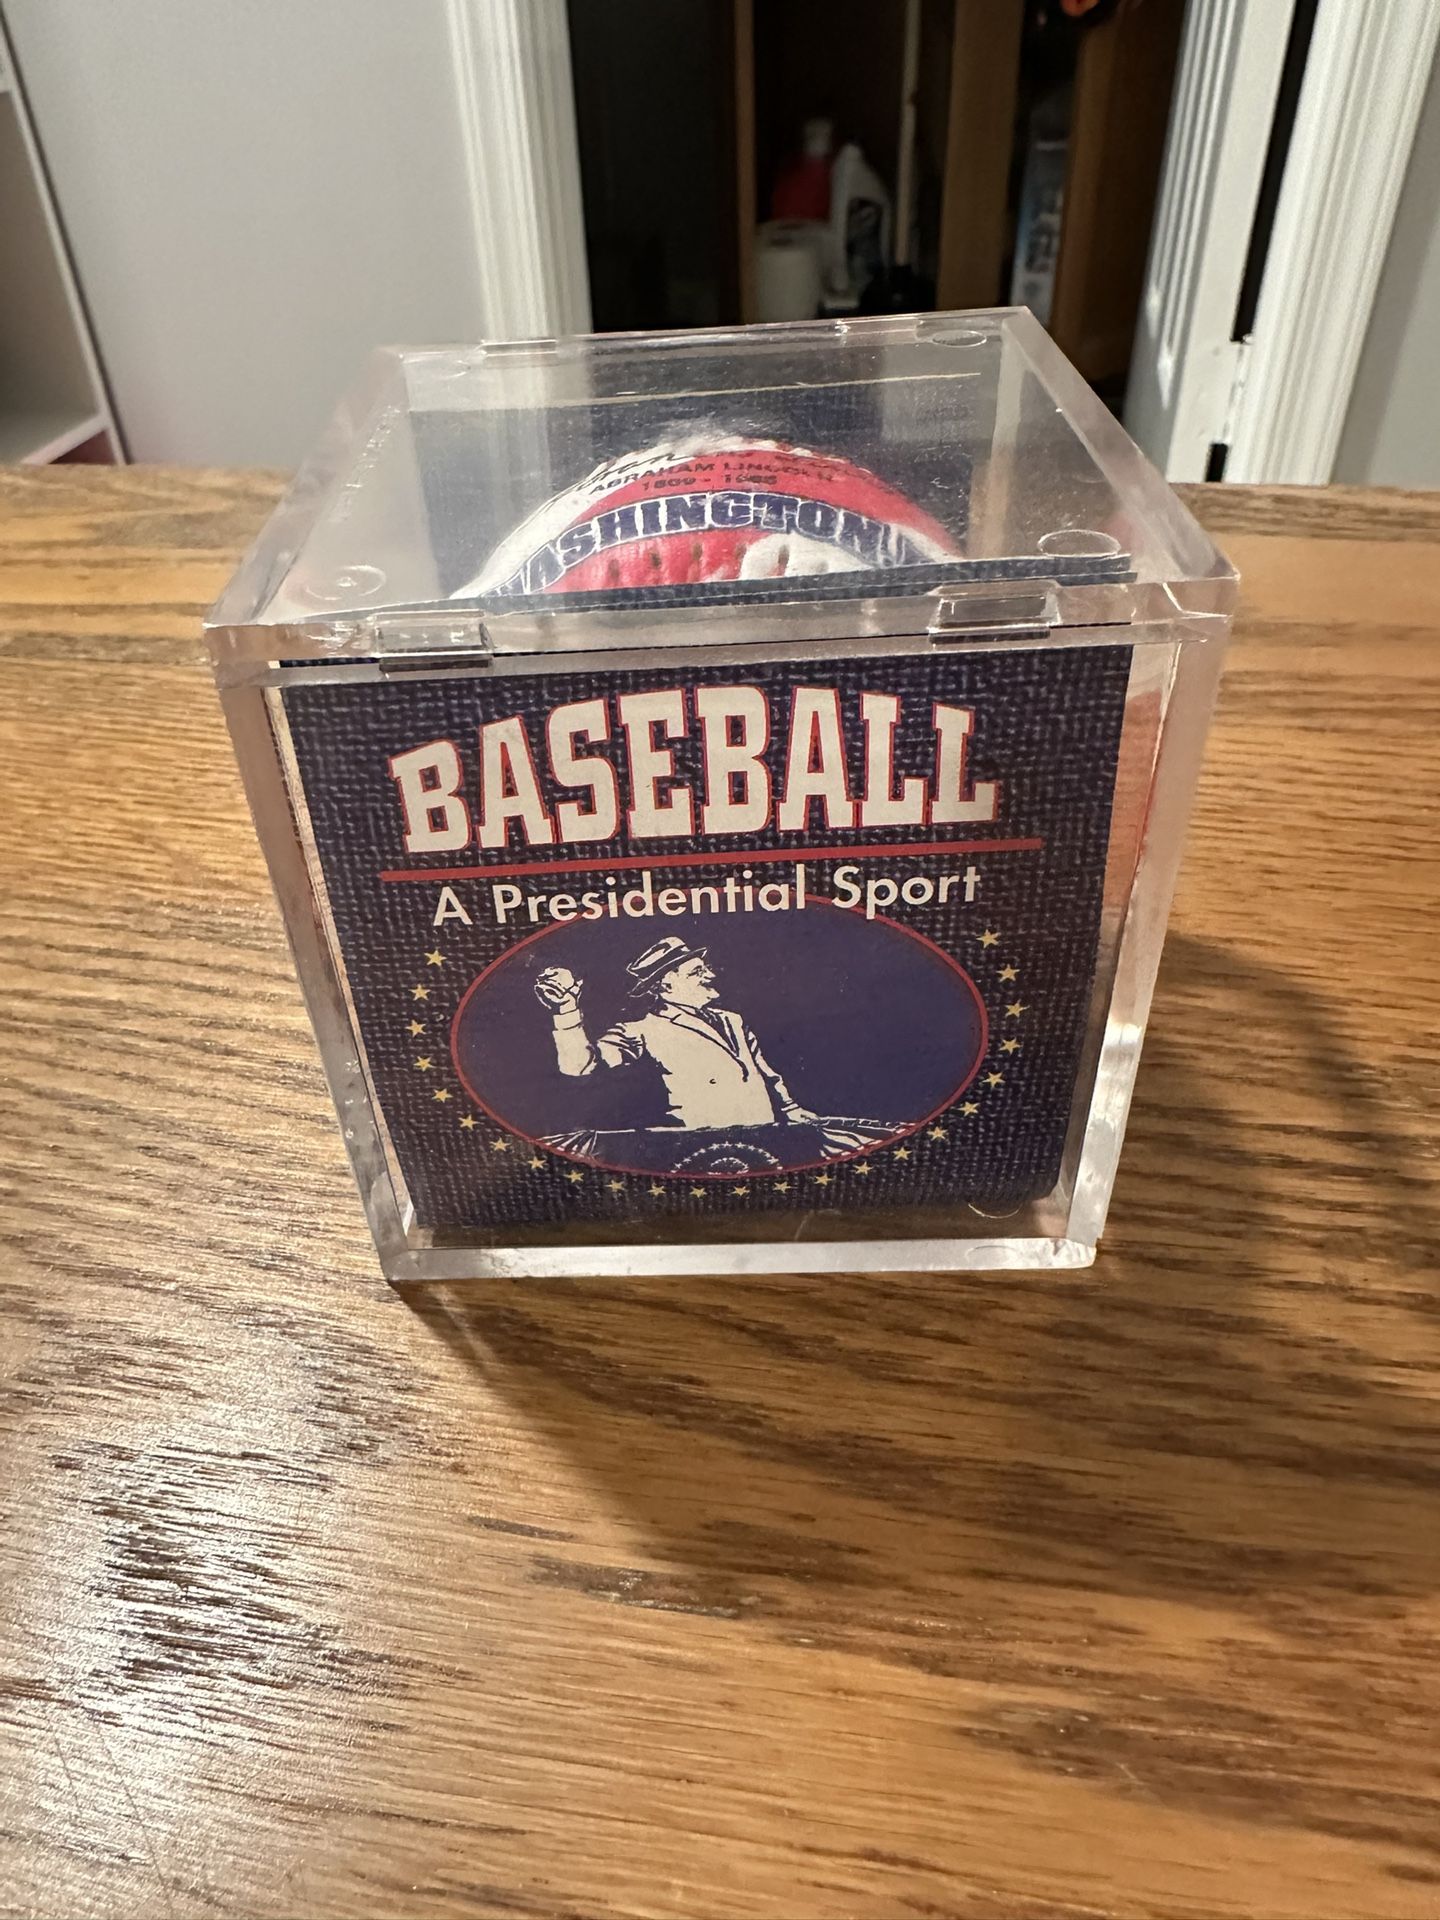 ABRAHAM LINCOLN
WASHINGTON
BASEBALL
A Presidential Sport